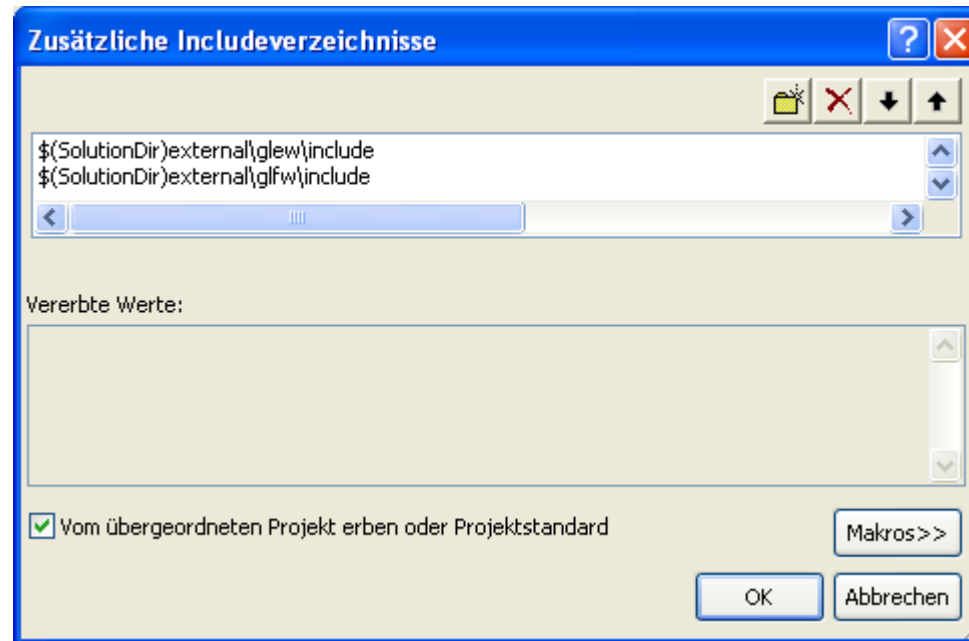 Zusätzliche Includeverzeichnisse
$(SolutionDir)external\glew\include
$(SolutionDir)external\glfw\include
Vererbte Werte:
Vom übergeordneten Projekt erben oder Projektstandard
Makros>>
OK
Abbrechen